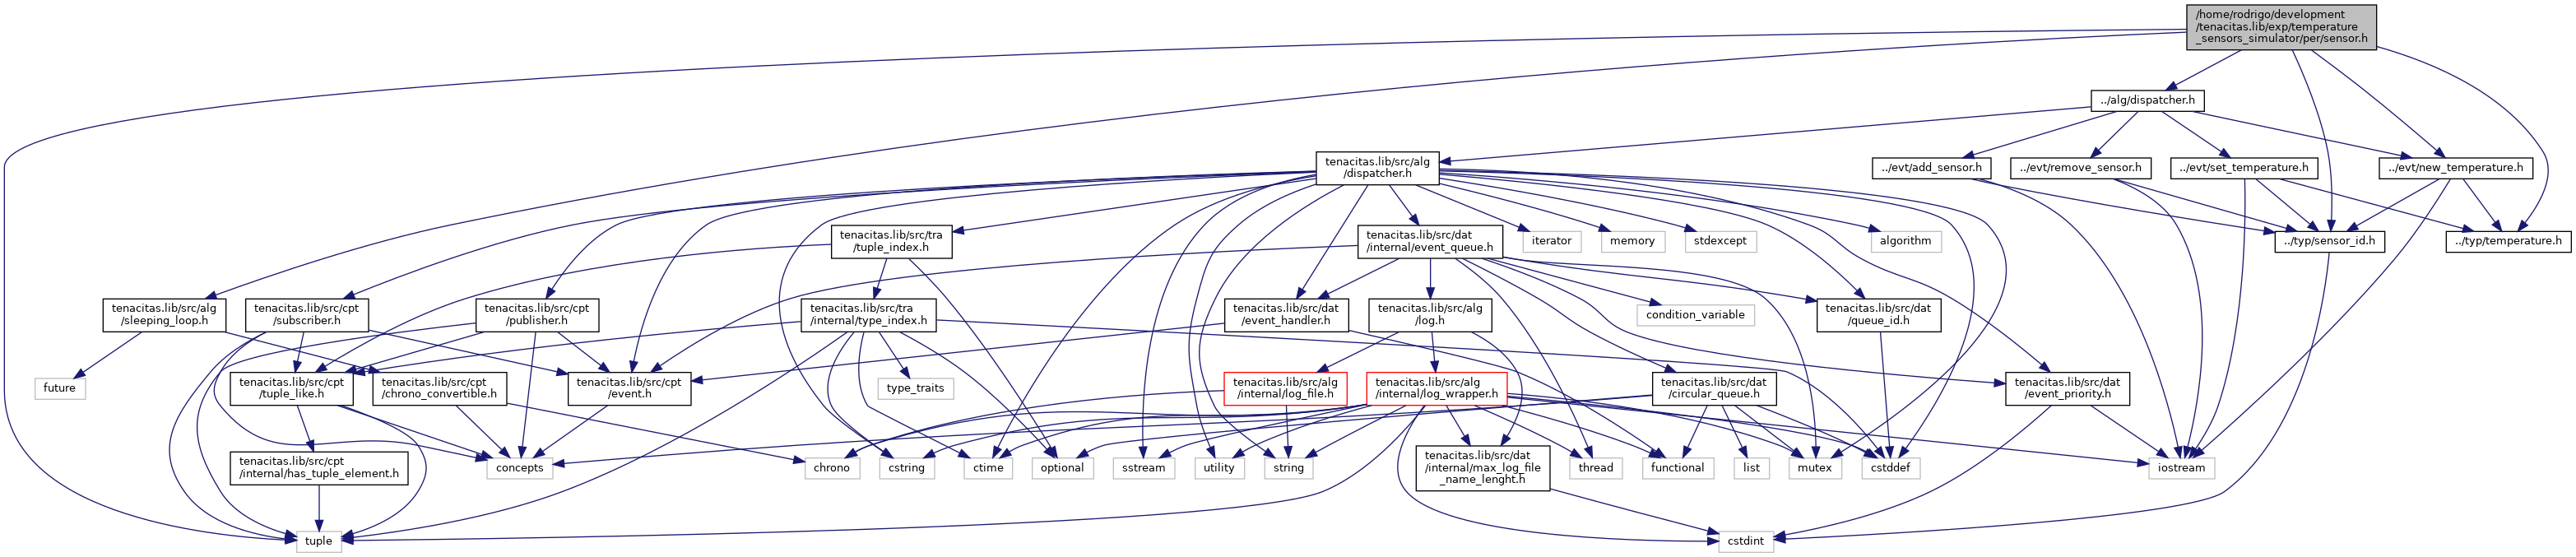 /home/rodrigo/development
/tenacitas.lib/exp/temperature
_sensors_simulator/per/sensor.h
../alg/dispatcher.h
tenacitas.lib/src/alg
/dispatcher.h
../evt/add_sensor.h
../evt/remove_sensor.h
../evt/set_temperature.h
../evt/new_temperature.h
tenacitas.lib/src/tra
/tuple_index.h
tenacitas.lib/src/dat
/internal/event_queue.h
iterator
memory
stdexcept
algorithm
../typ/sensor_id.h
../typ/temperature.h
tenacitas.lib/src/alg
/sleeping_loop.h
tenacitas.lib/src/cpt
/subscriber.h
tenacitas.lib/src/cpt
/publisher.h
tenacitas.lib/src/tra
/internal/type_index.h
tenacitas.lib/src/dat
/event_handler.h
tenacitas.lib/src/alg
/log.h
condition_variable
tenacitas.lib/src/dat
/queue_id.h
future
tenacitas.lib/src/cpt
/tuple_like.h
tenacitas.lib/src/cpt
/chrono_convertible.h
tenacitas.lib/src/cpt
/event.h
type_traits
tenacitas.lib/src/alg
/internal/log_file.h
tenacitas.lib/src/alg
/internal/log_wrapper.h
tenacitas.lib/src/dat
/circular_queue.h
tenacitas.lib/src/dat
/event_priority.h
tenacitas.lib/src/cpt
/internal/has_tuple_element.h
concepts
chrono
cstring
ctime
optional
sstream
utility
string
tenacitas.lib/src/dat
/internal/max_log_file
_name_lenght.h
thread
functional
list
mutex
cstddef
iostream
tuple
cstdint